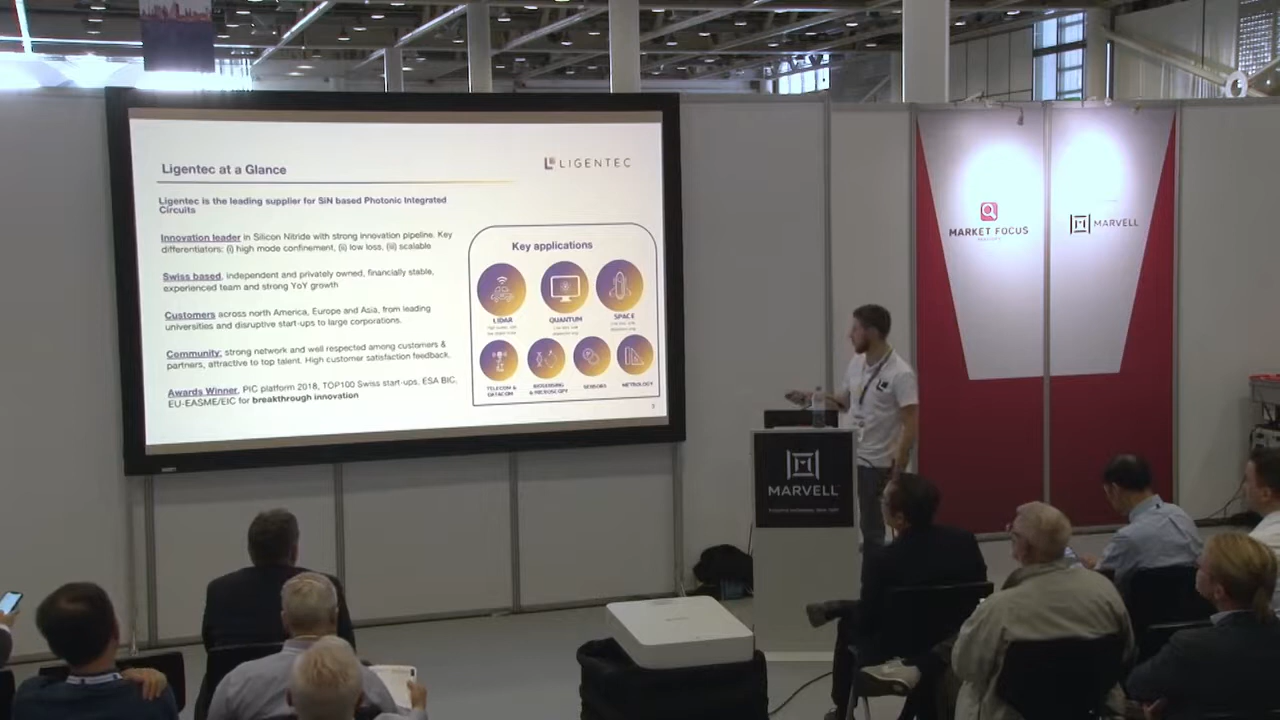 Ligentec at a Glance
LIGENTEC
Ligentec is the leading supplier for SiN based Photonic Integrated
Circuits
Innovation leader in Silicon Nitride with strong innovation pipeline. Key
differentiators: (i) high mode confinement, (ii) low loss, (iii) scalable
Swiss based, independent and privately owned, financially stable,
experienced team and strong YoY growth
Customers across north America, Europe and Asia, from leading
universities and disruptive start-ups to large corporations.
Community: strong network and well respected among customers &
partners, attractive to top talent. High customer satisfaction feedback.
Awards Winner, PIC platform 2018, TOP100 Swiss start-ups, ESA BIC,
EU-EASME/EIC for breakthrough innovation
Key applications
LIDAR
QUANTUM
SPACE
TELECOM &
DATACOM
BIOSENSING
& MICROSCOPY
SENSORS
METROLOGY
MARKET FOCUS
MARVELL
MARVELL